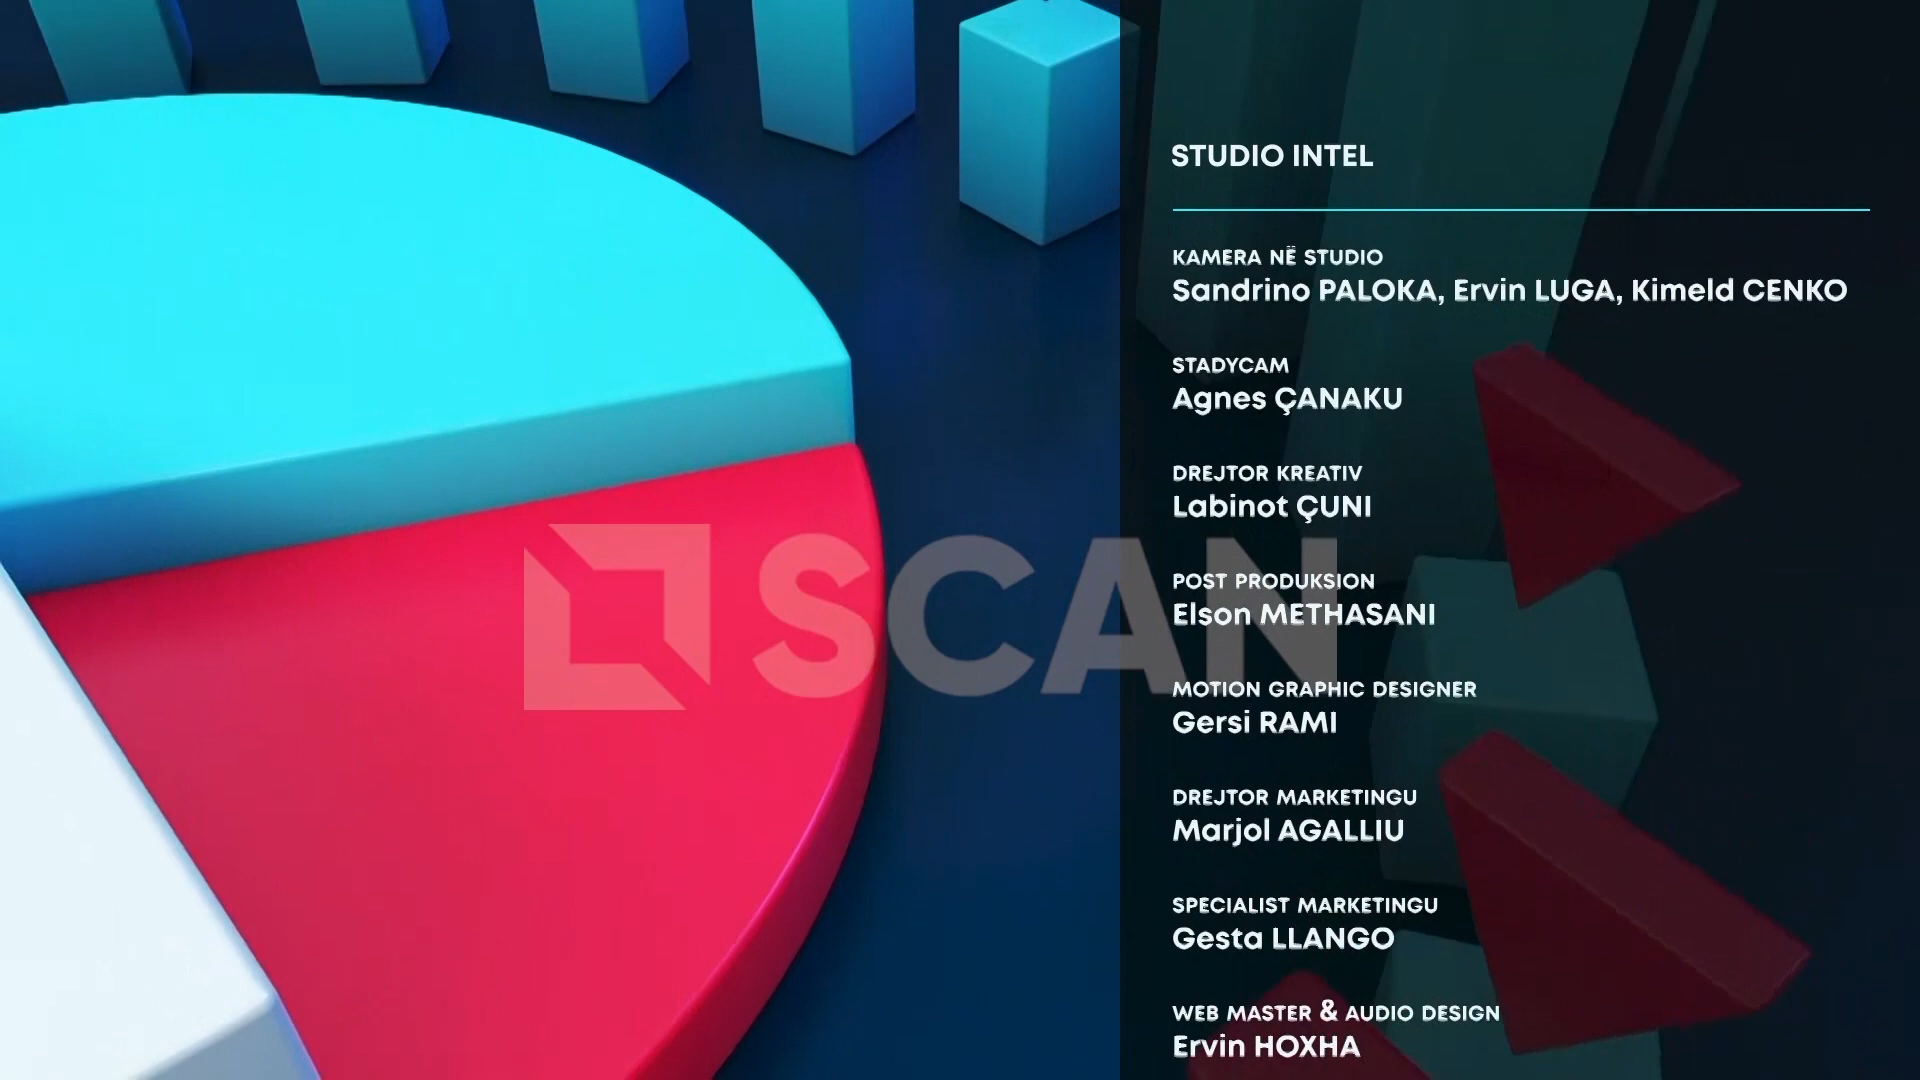 STUDIO INTEL
KAMERA NË STUDIO
Sandrino PALOKA, Ervin LUGA, Kimeld CENKO
STADYCAM
Agnes ÇANAKU
DREJTOR KREATIV
Labinot ÇUNI
SCAN
POST PRODUKSION
Elson METHASANI
MOTION GRAPHIC DESIGNER
Gersi RAMI
DREJTOR MARKETINGU
Marjol AGALLIU
SPECIALIST MARKETINGU
Gesta LLANGO
WEB MASTER & AUDIO DESIGN
Ervin HOXHA